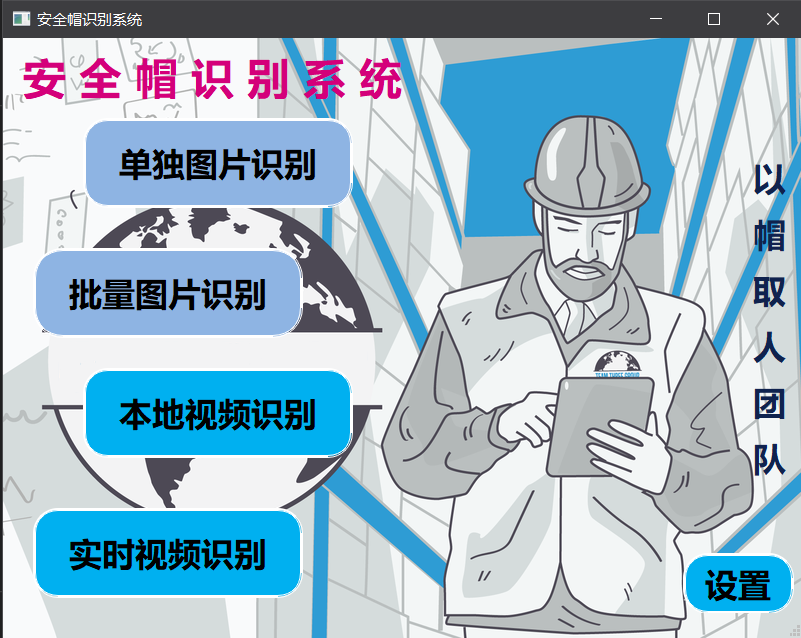 安全帽识别系统
安全帽识别系统
单独图片识别
批量图片识别
本地视频识别
实时视频识别
设置
以帽取人团队